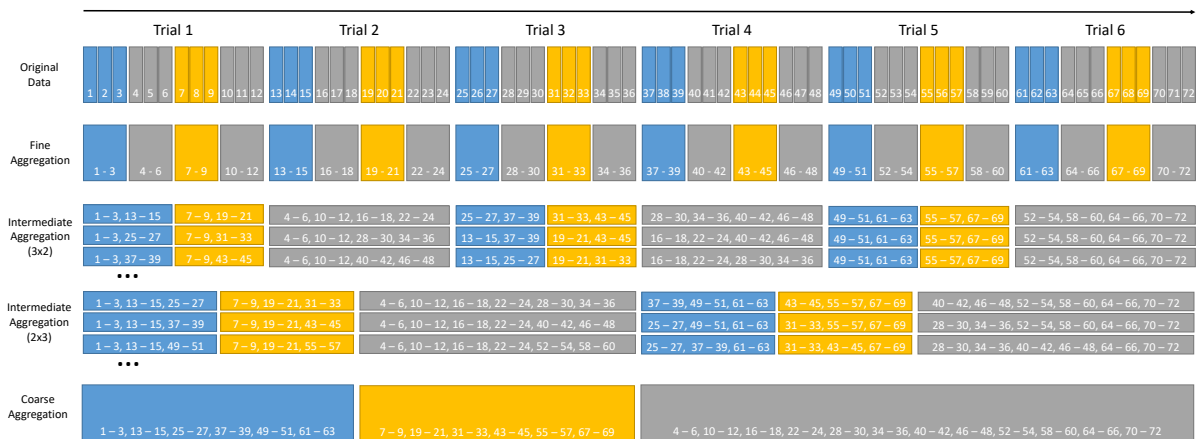 Trial 1 Trial 2 Trial 3 Trial 4 Trial 5 Trial 6
Original
Data
1 2 3 4 5 6 7 8 9 10 11 12 13 14 15 16 17 18 19 20 21 22 23 24 25 26 27 28 29 30 31 32 33 34 35 36 37 38 39 40 41 42 43 44 45 46 47 48 49 50 51 52 53 54 55 56 57 58 59 60 61 62 63 64 65 66 67 68 69 70 71 72
Fine
Aggregation
1 - 3 4 – 6 7 – 9 10 – 12 13 – 15 16 – 18 19 – 21 22 – 24 25 – 27 28 – 30 31 – 33 34 – 36 37 - 39 40 – 42 43 – 45 46 – 48 49 – 51 52 – 54 55 – 57 58 – 60 61 – 63 64 – 66 67 – 69 70 – 72
Intermediate
Aggregation
(3x2)
1 – 3, 13 – 15 7 – 9, 19 – 21 4 – 6, 10 – 12, 16 – 18, 22 – 24 25 – 27, 37 – 39 31 – 33, 43 – 45 28 – 30, 34 – 36, 40 – 42, 46 – 48 49 – 51, 61 – 63 55 – 57, 67 – 69 52 – 54, 58 – 60, 64 – 66, 70 – 72
1 – 3, 25 – 27 7 – 9, 31 – 33 4 – 6, 10 – 12, 28 – 30, 34 – 36 13 – 15, 37 – 39 19 – 21, 43 – 45 16 – 18, 22 – 24, 40 – 42, 46 – 48 49 – 51, 61 – 63 55 – 57, 67 – 69 52 – 54, 58 – 60, 64 – 66, 70 – 72
1 – 3, 37 – 39 7 – 9, 43 – 45 4 – 6, 10 – 12, 40 – 42, 46 – 48 13 – 15, 25 – 27 19 – 21, 31 – 33 16 – 18, 22 – 24, 28 – 30, 34 – 36 49 – 51, 61 – 63 55 – 57, 67 – 69 52 – 54, 58 – 60, 64 – 66, 70 – 72
...
Intermediate
Aggregation
(2x3)
1 – 3, 13 – 15, 25 – 27 7 – 9, 19 – 21, 31 – 33 4 – 6, 10 – 12, 16 – 18, 22 – 24, 28 – 30, 34 – 36 37 – 39, 49 – 51, 61 – 63 43 – 45, 55 – 57, 67 – 69 40 – 42, 46 – 48, 52 – 54, 58 – 60, 64 – 66, 70 – 72
1 – 3, 13 – 15, 37 – 39 7 – 9, 19 – 21, 43 – 45 4 – 6, 10 – 12, 16 – 18, 22 – 24, 40 – 42, 46 – 48 25 – 27, 49 – 51, 61 – 63 31 – 33, 55 – 57, 67 – 69 28 – 30, 34 – 36, 52 – 54, 58 – 60, 64 – 66, 70 – 72
1 – 3, 13 – 15, 49 – 51 7 – 9, 19 – 21, 55 – 57 4 – 6, 10 – 12, 16 – 18, 22 – 24, 52 – 54, 58 – 60 25 – 27, 37 – 39, 61 – 63 31 – 33, 43 – 45, 67 – 69 28 – 30, 34 – 36, 40 – 42, 46 – 48, 64 – 66, 70 – 72
...
Coarse
Aggregation
1 – 3, 13 – 15, 25 – 27, 37 – 39, 49 – 51, 61 – 63 7 – 9, 19 – 21, 31 – 33, 43 – 45, 55 – 57, 67 – 69 4 – 6, 10 – 12, 16 – 18, 22 – 24, 28 – 30, 34 – 36, 40 – 42, 46 – 48, 52 – 54, 58 – 60, 64 – 66, 70 – 72